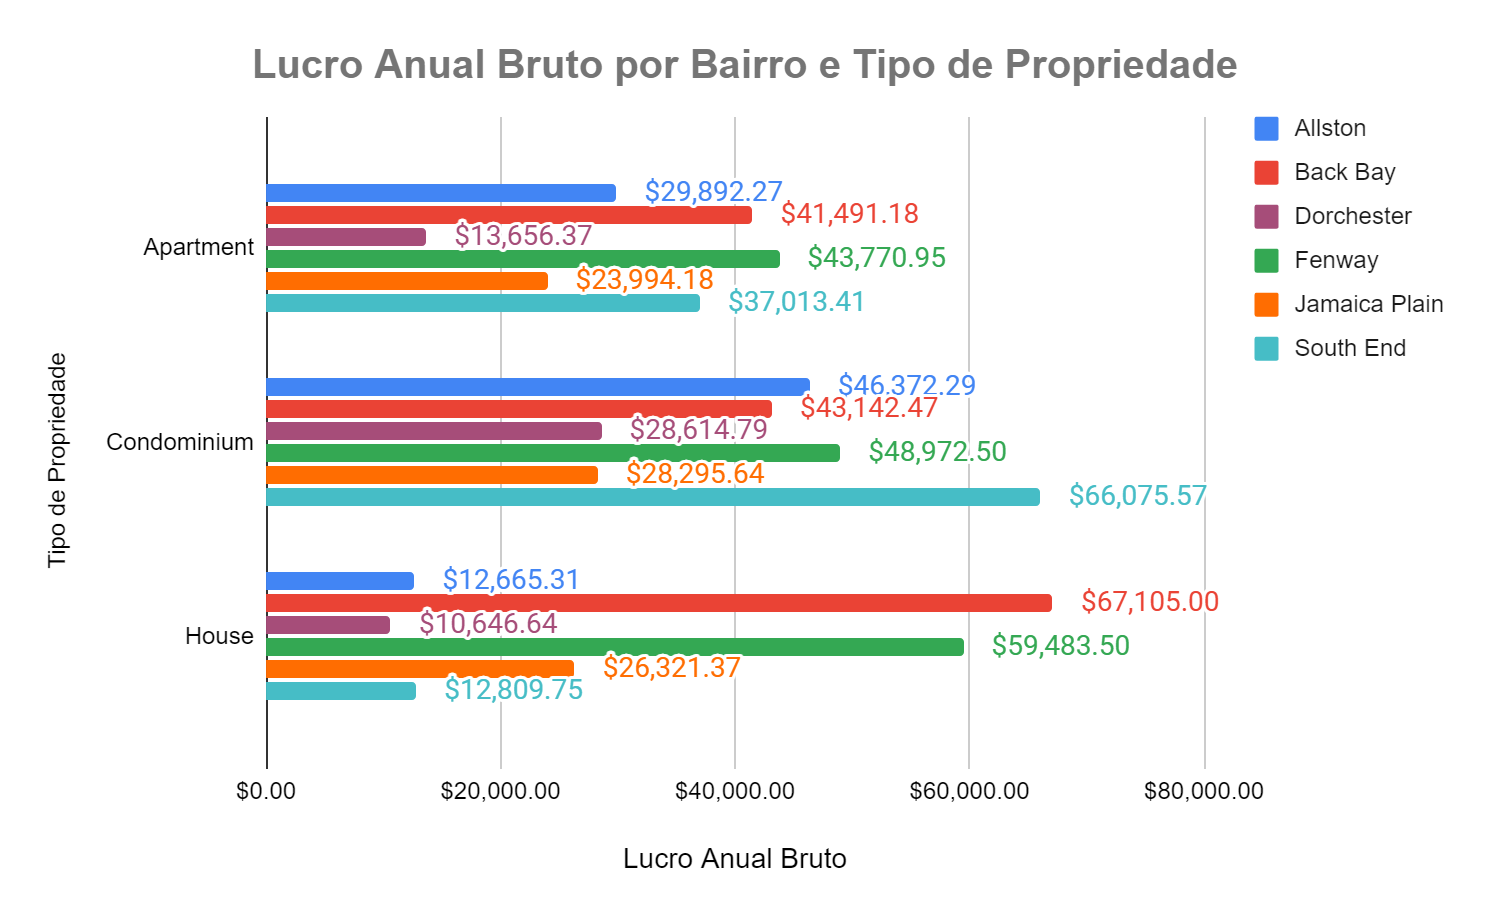 Lucro Anual Bruto por Bairro e Tipo de Propriedade
Allston
Back Bay
Dorchester
Fenway
Jamaica Plain
South End
Tipo de Propriedade
Apartment
$29,892.27
$41,491.18
$13,656.37
$43,770.95
$23,994.18
$37,013.41
Condominium
$46,372.29
$43,142.47
$28,614.79
$48,972.50
$28,295.64
$66,075.57
House
$12,665.31
$67,105.00
$10,646.64
$59,483.50
$26,321.37
$12,809.75
$0.00 $20,000.00 $40,000.00 $60,000.00 $80,000.00
Lucro Anual Bruto